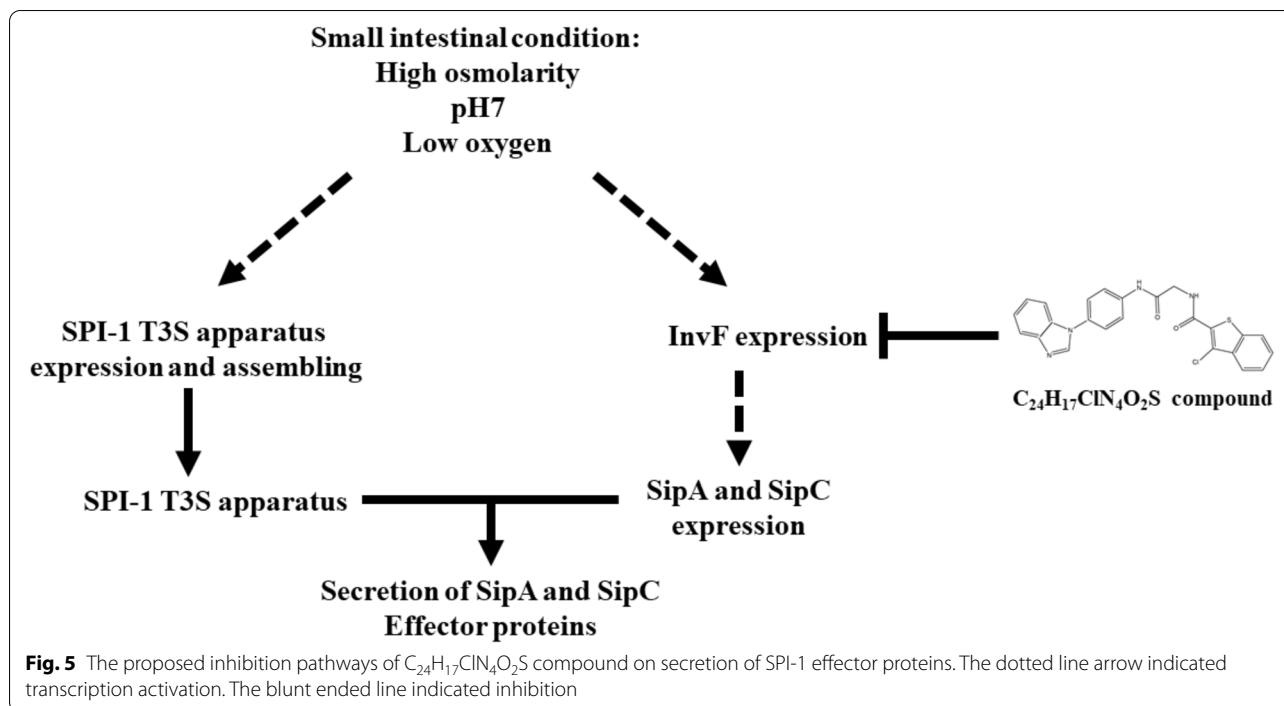 Small intestinal condition:
High osmolarity
pH7
Low oxygen
SPI-1 T3S apparatus
expression and assembling
InvF expression
H
N
O
NH
O
S
N
N
Cl
C₂₄H₁₇ClN₄O₂S compound
SPI-1 T3S apparatus
SipA and SipC
expression
Secretion of SipA and SipC
Effector proteins
Fig. 5 The proposed inhibition pathways of C₂₄H₁₇ClN₄O₂S compound on secretion of SPI-1 effector proteins. The dotted line arrow indicated
transcription activation. The blunt ended line indicated inhibition